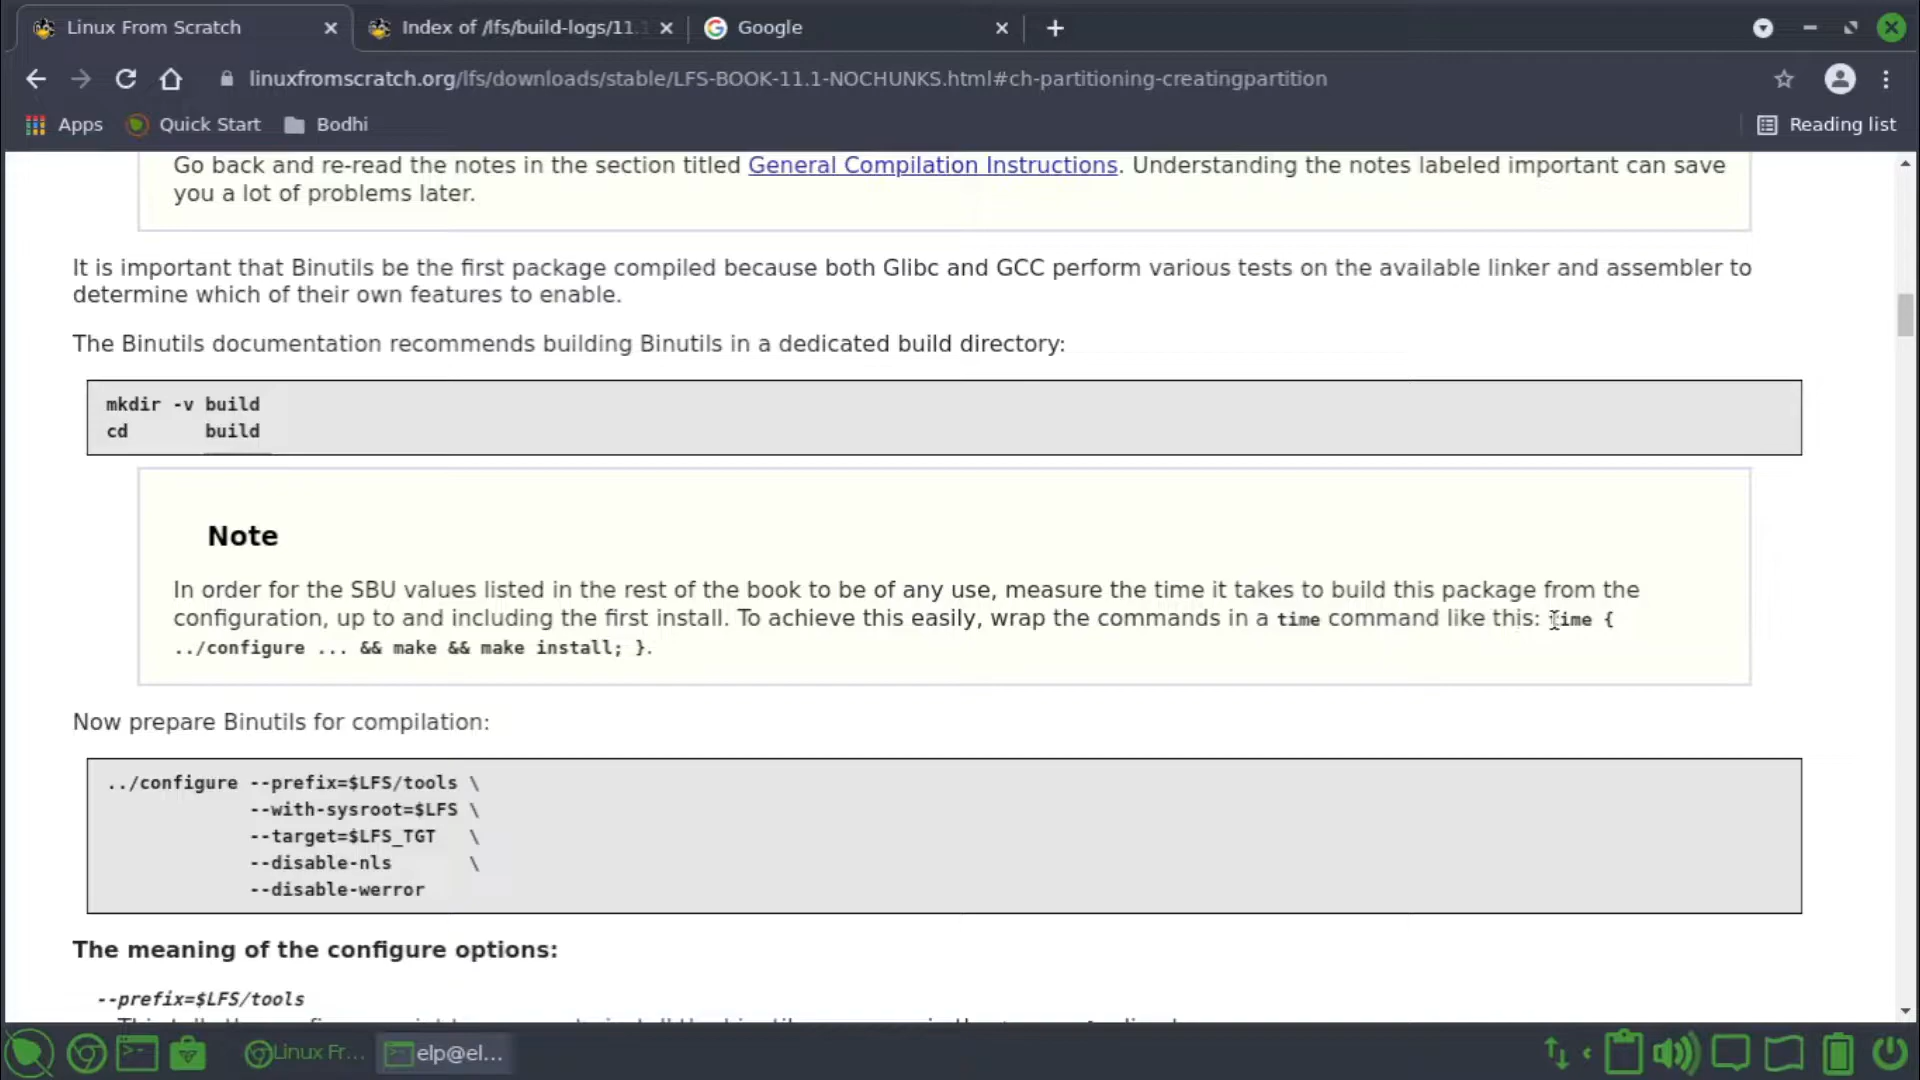 Linux From Scratch
Index of /lfs/build-logs/11.
Google
linuxfromscratch.org/lfs/downloads/stable/LFS-BOOK-11.1-NOCHUNKS.html#ch-partitioning-creatingpartition
Apps
Quick Start
Bodhi
Reading list
Go back and re-read the notes in the section titled General Compilation Instructions. Understanding the notes labeled important can save
you a lot of problems later.
It is important that Binutils be the first package compiled because both Glibc and GCC perform various tests on the available linker and assembler to
determine which of their own features to enable.
The Binutils documentation recommends building Binutils in a dedicated build directory:
mkdir -v build
cd       build
Note
In order for the SBU values listed in the rest of the book to be of any use, measure the time it takes to build this package from the
configuration, up to and including the first install. To achieve this easily, wrap the commands in a time command like this: time {
../configure ... && make && make install; }.
Now prepare Binutils for compilation:
../configure --prefix=$LFS/tools \
--with-sysroot=$LFS \
--target=$LFS_TGT   \
--disable-nls       \
--disable-werror
The meaning of the configure options:
--prefix=$LFS/tools
Linux Fr...
elp@el...